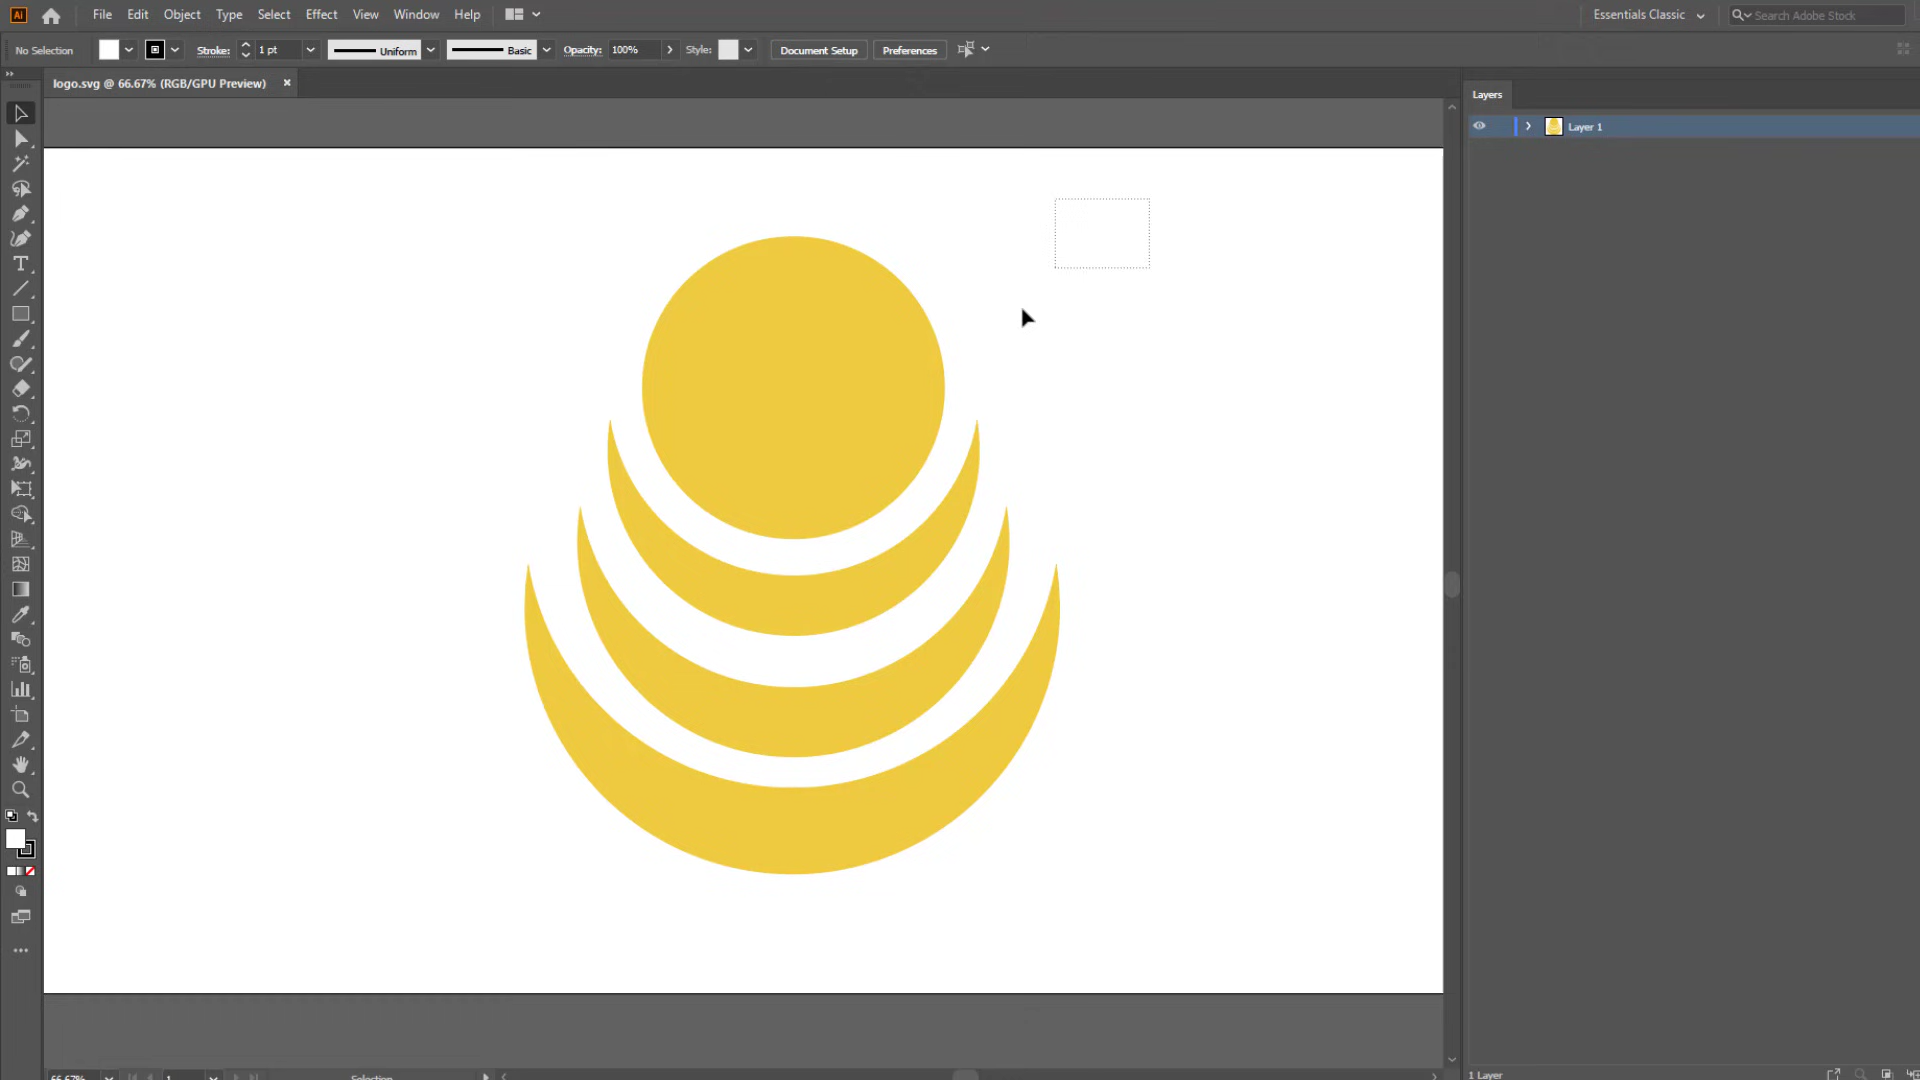 Ai File Edit Object Type Select Effect View Window Help Essentials Classic Search Adobe Stock
No Selection Stroke: 1 pt Uniform Basic Opacity: 100% Style: Document Setup Preferences
logo.svg @ 66.67% (RGB/GPU Preview)
Layers
Layer 1
66.67% 1 Selection
1 Layer